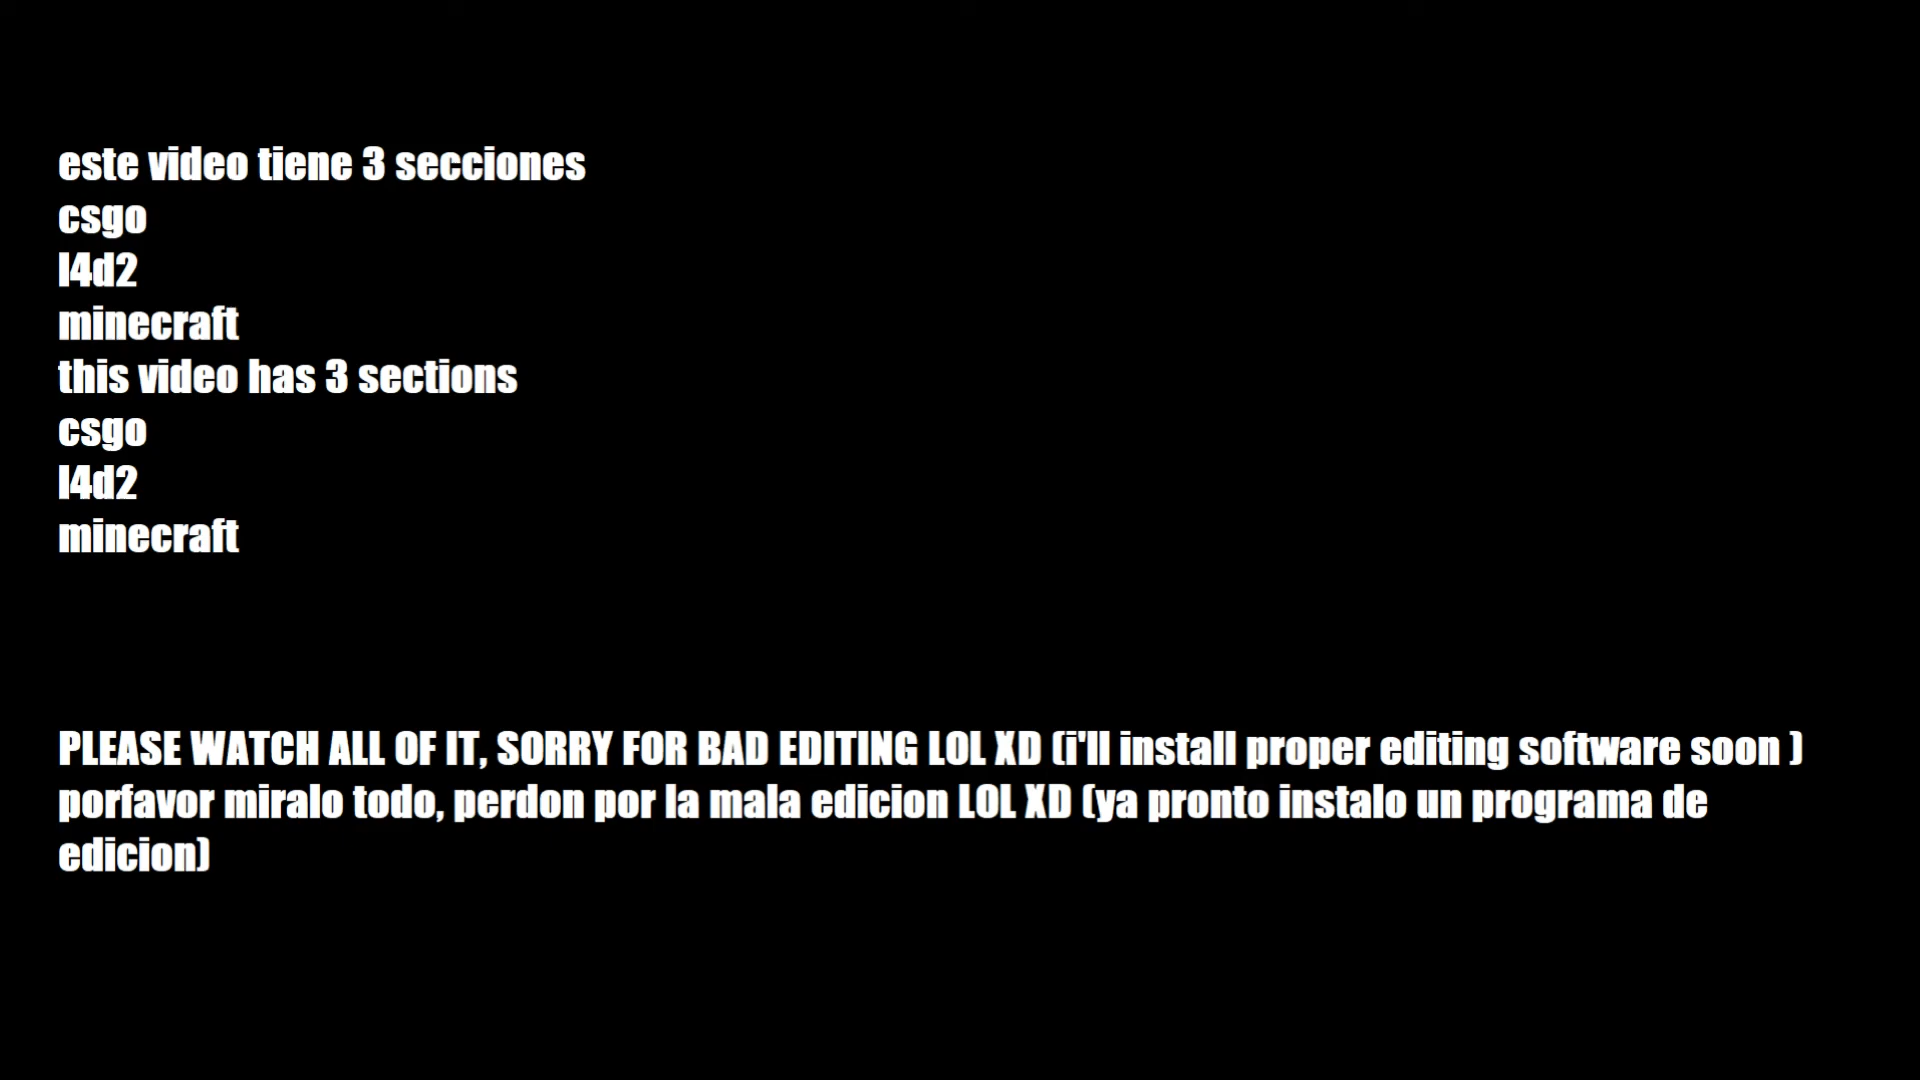 este video tiene 3 secciones
csgo
l4d2
minecraft
this video has 3 sections
csgo
l4d2
minecraft
PLEASE WATCH ALL OF IT, SORRY FOR BAD EDITING LOL XD (i'll install proper editing software soon )
porfavor miralo todo, perdon por la mala edicion LOL XD (ya pronto instalo un programa de
edicion)